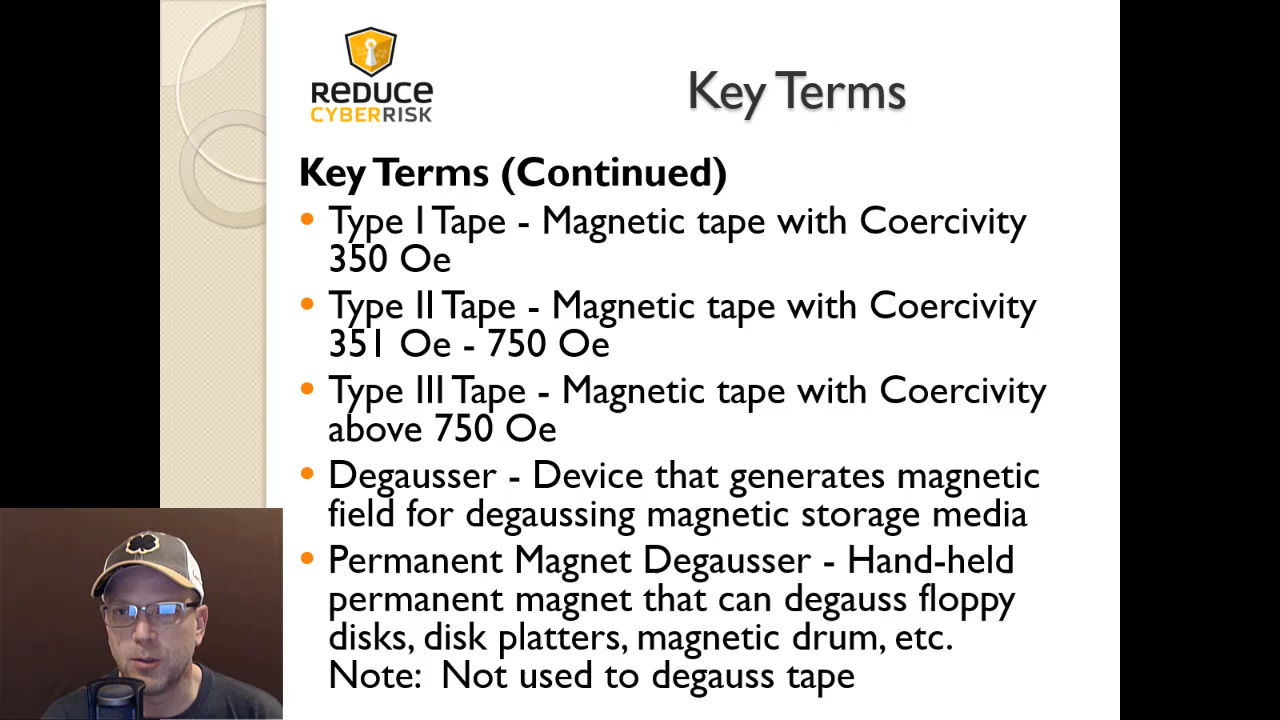 REDUCE
CYBERRISK
Key Terms
Key Terms (Continued)
• Type I Tape - Magnetic tape with Coercivity
350 Oe
• Type II Tape - Magnetic tape with Coercivity
351 Oe - 750 Oe
• Type III Tape - Magnetic tape with Coercivity
above 750 Oe
• Degausser - Device that generates magnetic
field for degaussing magnetic storage media
• Permanent Magnet Degausser - Hand-held
permanent magnet that can degauss floppy
disks, disk platters, magnetic drum, etc.
Note: Not used to degauss tape